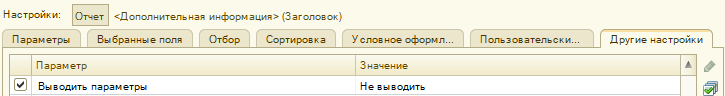 Настройки: Отчет <Дополнительная информация> (Заголовок)
Параметры Выбранные поля Отбор Сортировка Условное оформл... Пользовательски... Другие настройки
Параметр Значение
Выводить параметры Не выводить